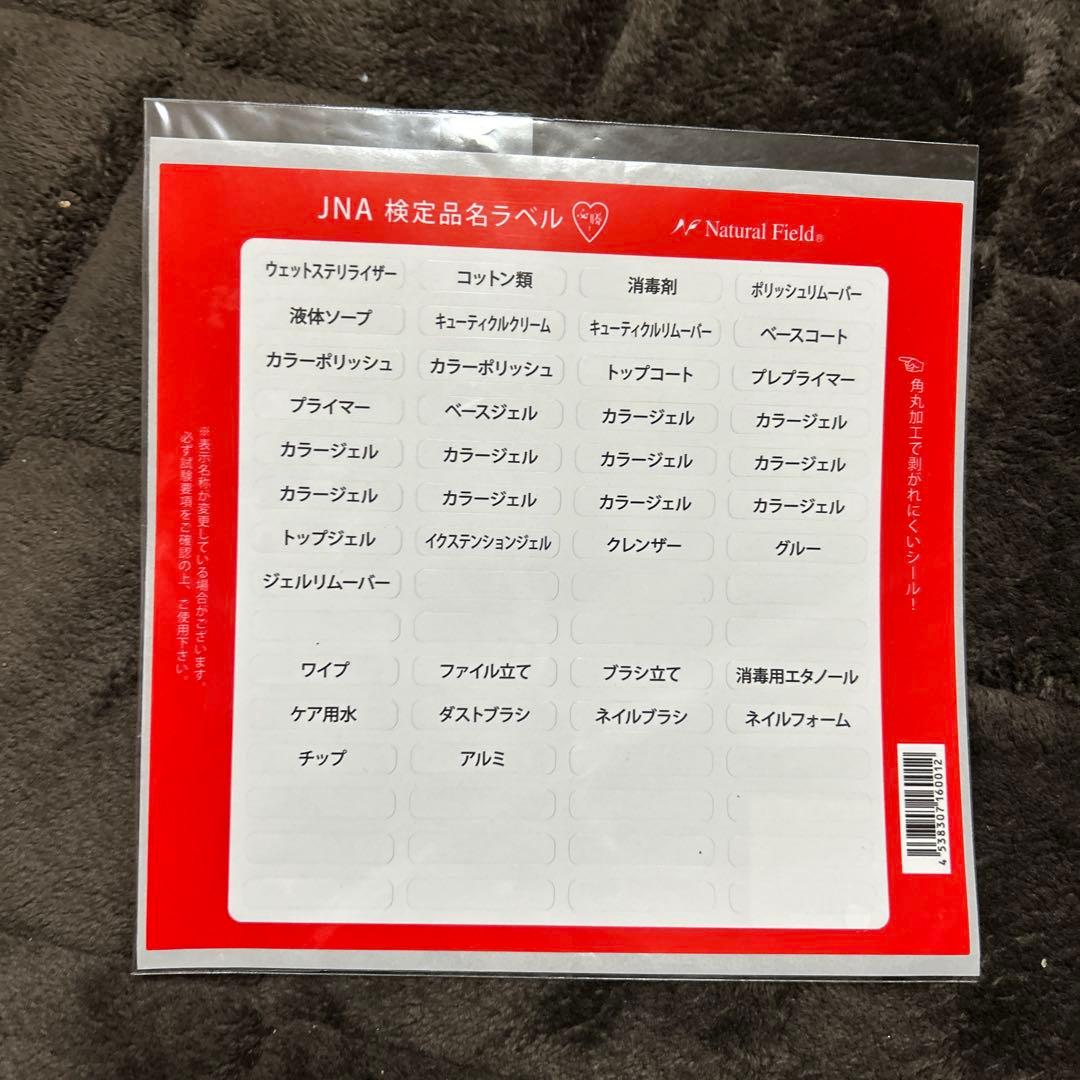 JNA 検定品名ラベル 必勝!
Natural Field®
ウェットステリライザー コットン類 消毒剤 ポリッシュリムーバー
液体ソープ キューティクルクリーム キューティクルリムーバー ベースコート
カラーポリッシュ カラーポリッシュ トップコート プレプライマー
プライマー ベースジェル カラージェル カラージェル
カラージェル カラージェル カラージェル カラージェル
カラージェル カラージェル カラージェル カラージェル
トップジェル イクステンションジェル クレンザー グルー
ジェルリムーバー
ワイプ ファイル立て ブラシ立て 消毒用エタノール
ケア用水 ダストブラシ ネイルブラシ ネイルフォーム
チップ アルミ
角丸加工で剥がれにくいシール!
※表示名称が変更している場合がございます。
必ず試験要項をご確認の上、ご使用下さい。
4 538307 160012